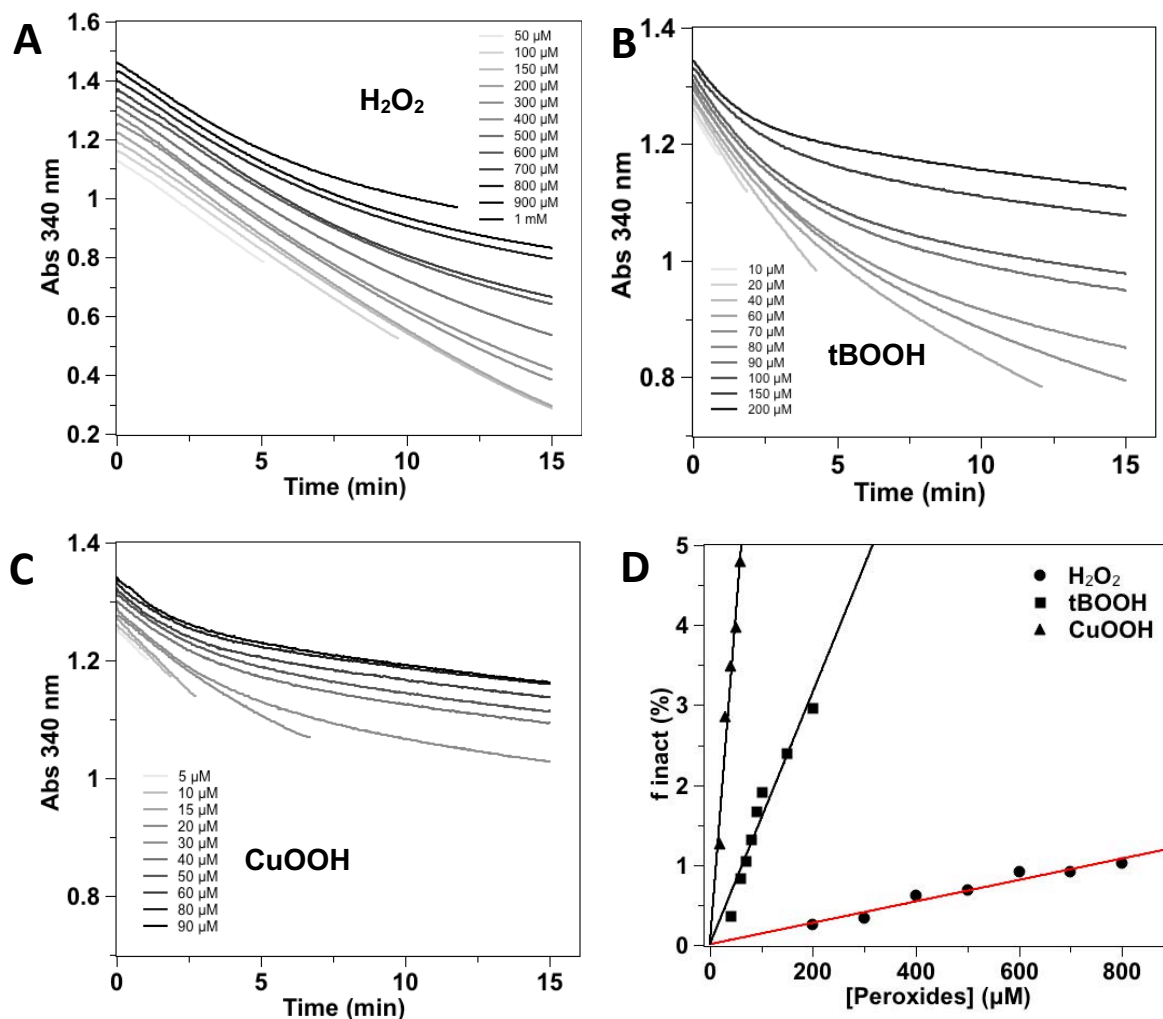 A
H₂O₂
50 µM
100 µM
150 µM
200 µM
300 µM
400 µM
500 µM
600 µM
700 µM
800 µM
900 µM
1 mM
1.6
1.4
1.2
1
0.8
0.6
0.4
0.2
Abs 340 nm
0
5
10
15
Time (min)
B
tBOOH
10 µM
20 µM
40 µM
60 µM
70 µM
80 µM
90 µM
100 µM
150 µM
200 µM
1.4
1.2
1
0.8
Abs 340 nm
0
5
10
15
Time (min)
C
CuOOH
5 µM
10 µM
15 µM
20 µM
30 µM
40 µM
50 µM
60 µM
80 µM
90 µM
1.4
1.2
1
0.8
Abs 340 nm
0
5
10
15
Time (min)
D
H₂O₂
tBOOH
CuOOH
5
4
3
2
1
0
f inact (%)
0
200
400
600
800
[Peroxides] (µM)